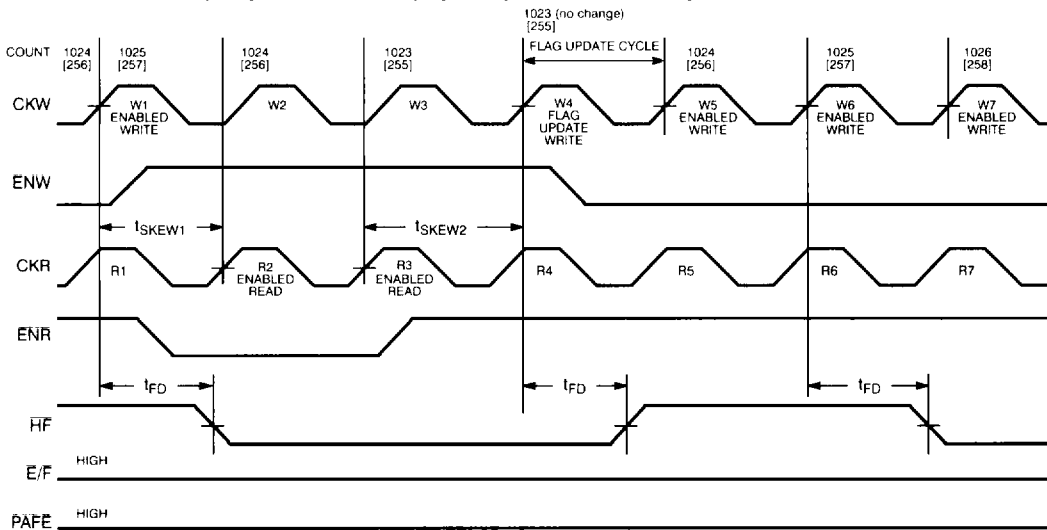 1023 (no change)
[255]
COUNT 1024 1025 1024 1023 FLAG UPDATE CYCLE 1024 1025 1026
[256] [257] [256] [255] [256] [257] [258]
CKW W1 W2 W3 W4 W5 W6 W7
ENABLED WRITE FLAG UPDATE WRITE ENABLED WRITE ENABLED WRITE ENABLED WRITE
ENW
tSKEW1 tSKEW2
CKR R1 R2 R3 R4 R5 R6 R7
ENABLED READ ENABLED READ
ENR
tFD tFD tFD
HF
E/F HIGH
PAFE HIGH